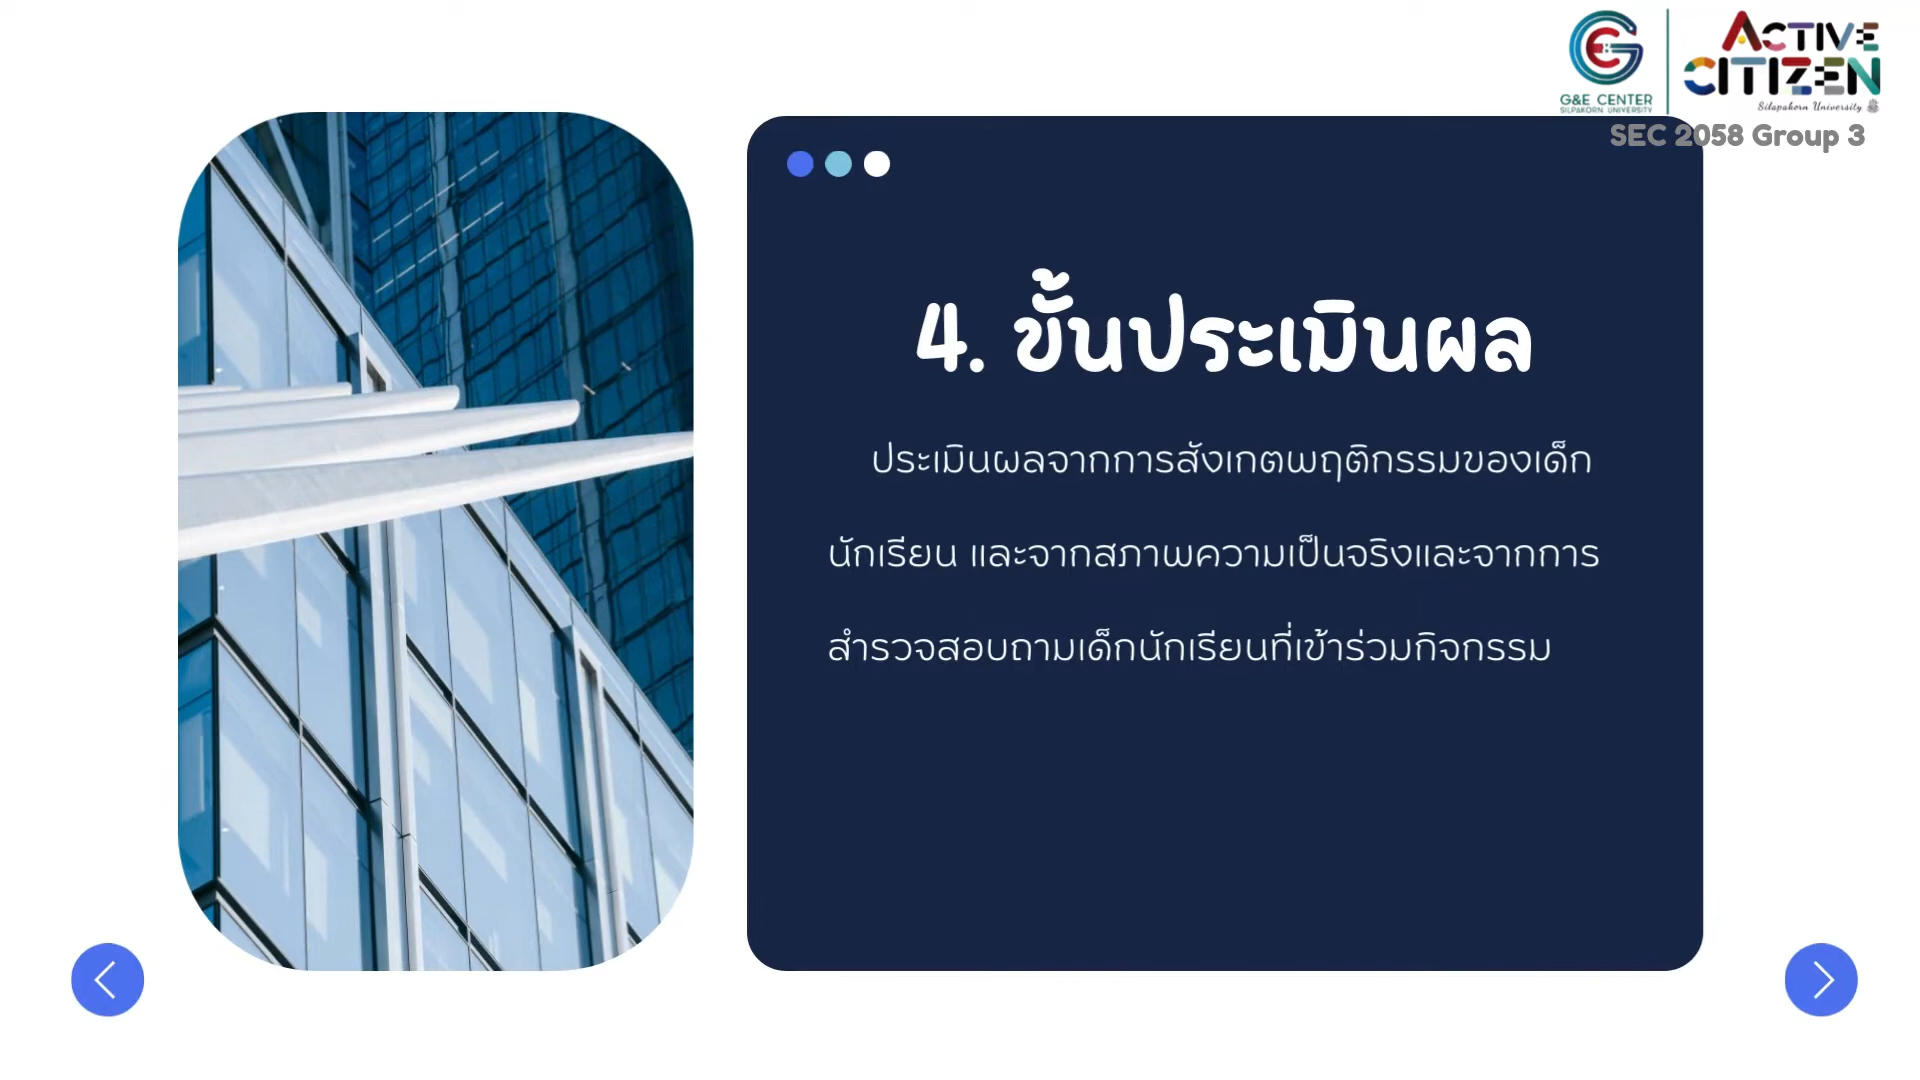 ACTIVE
CITIZEN
Silapakorn University
G&E CENTER
SILPAKORN UNIVERSITY
SEC 2058 Group 3
4. ขั้นประเมินผล
ประเมินผลจากการสังเกตพฤติกรรมของเด็ก
นักเรียน และจากสภาพความเป็นจริงและจากการ
สำรวจสอบถามเด็กนักเรียนที่เข้าร่วมกิจกรรม